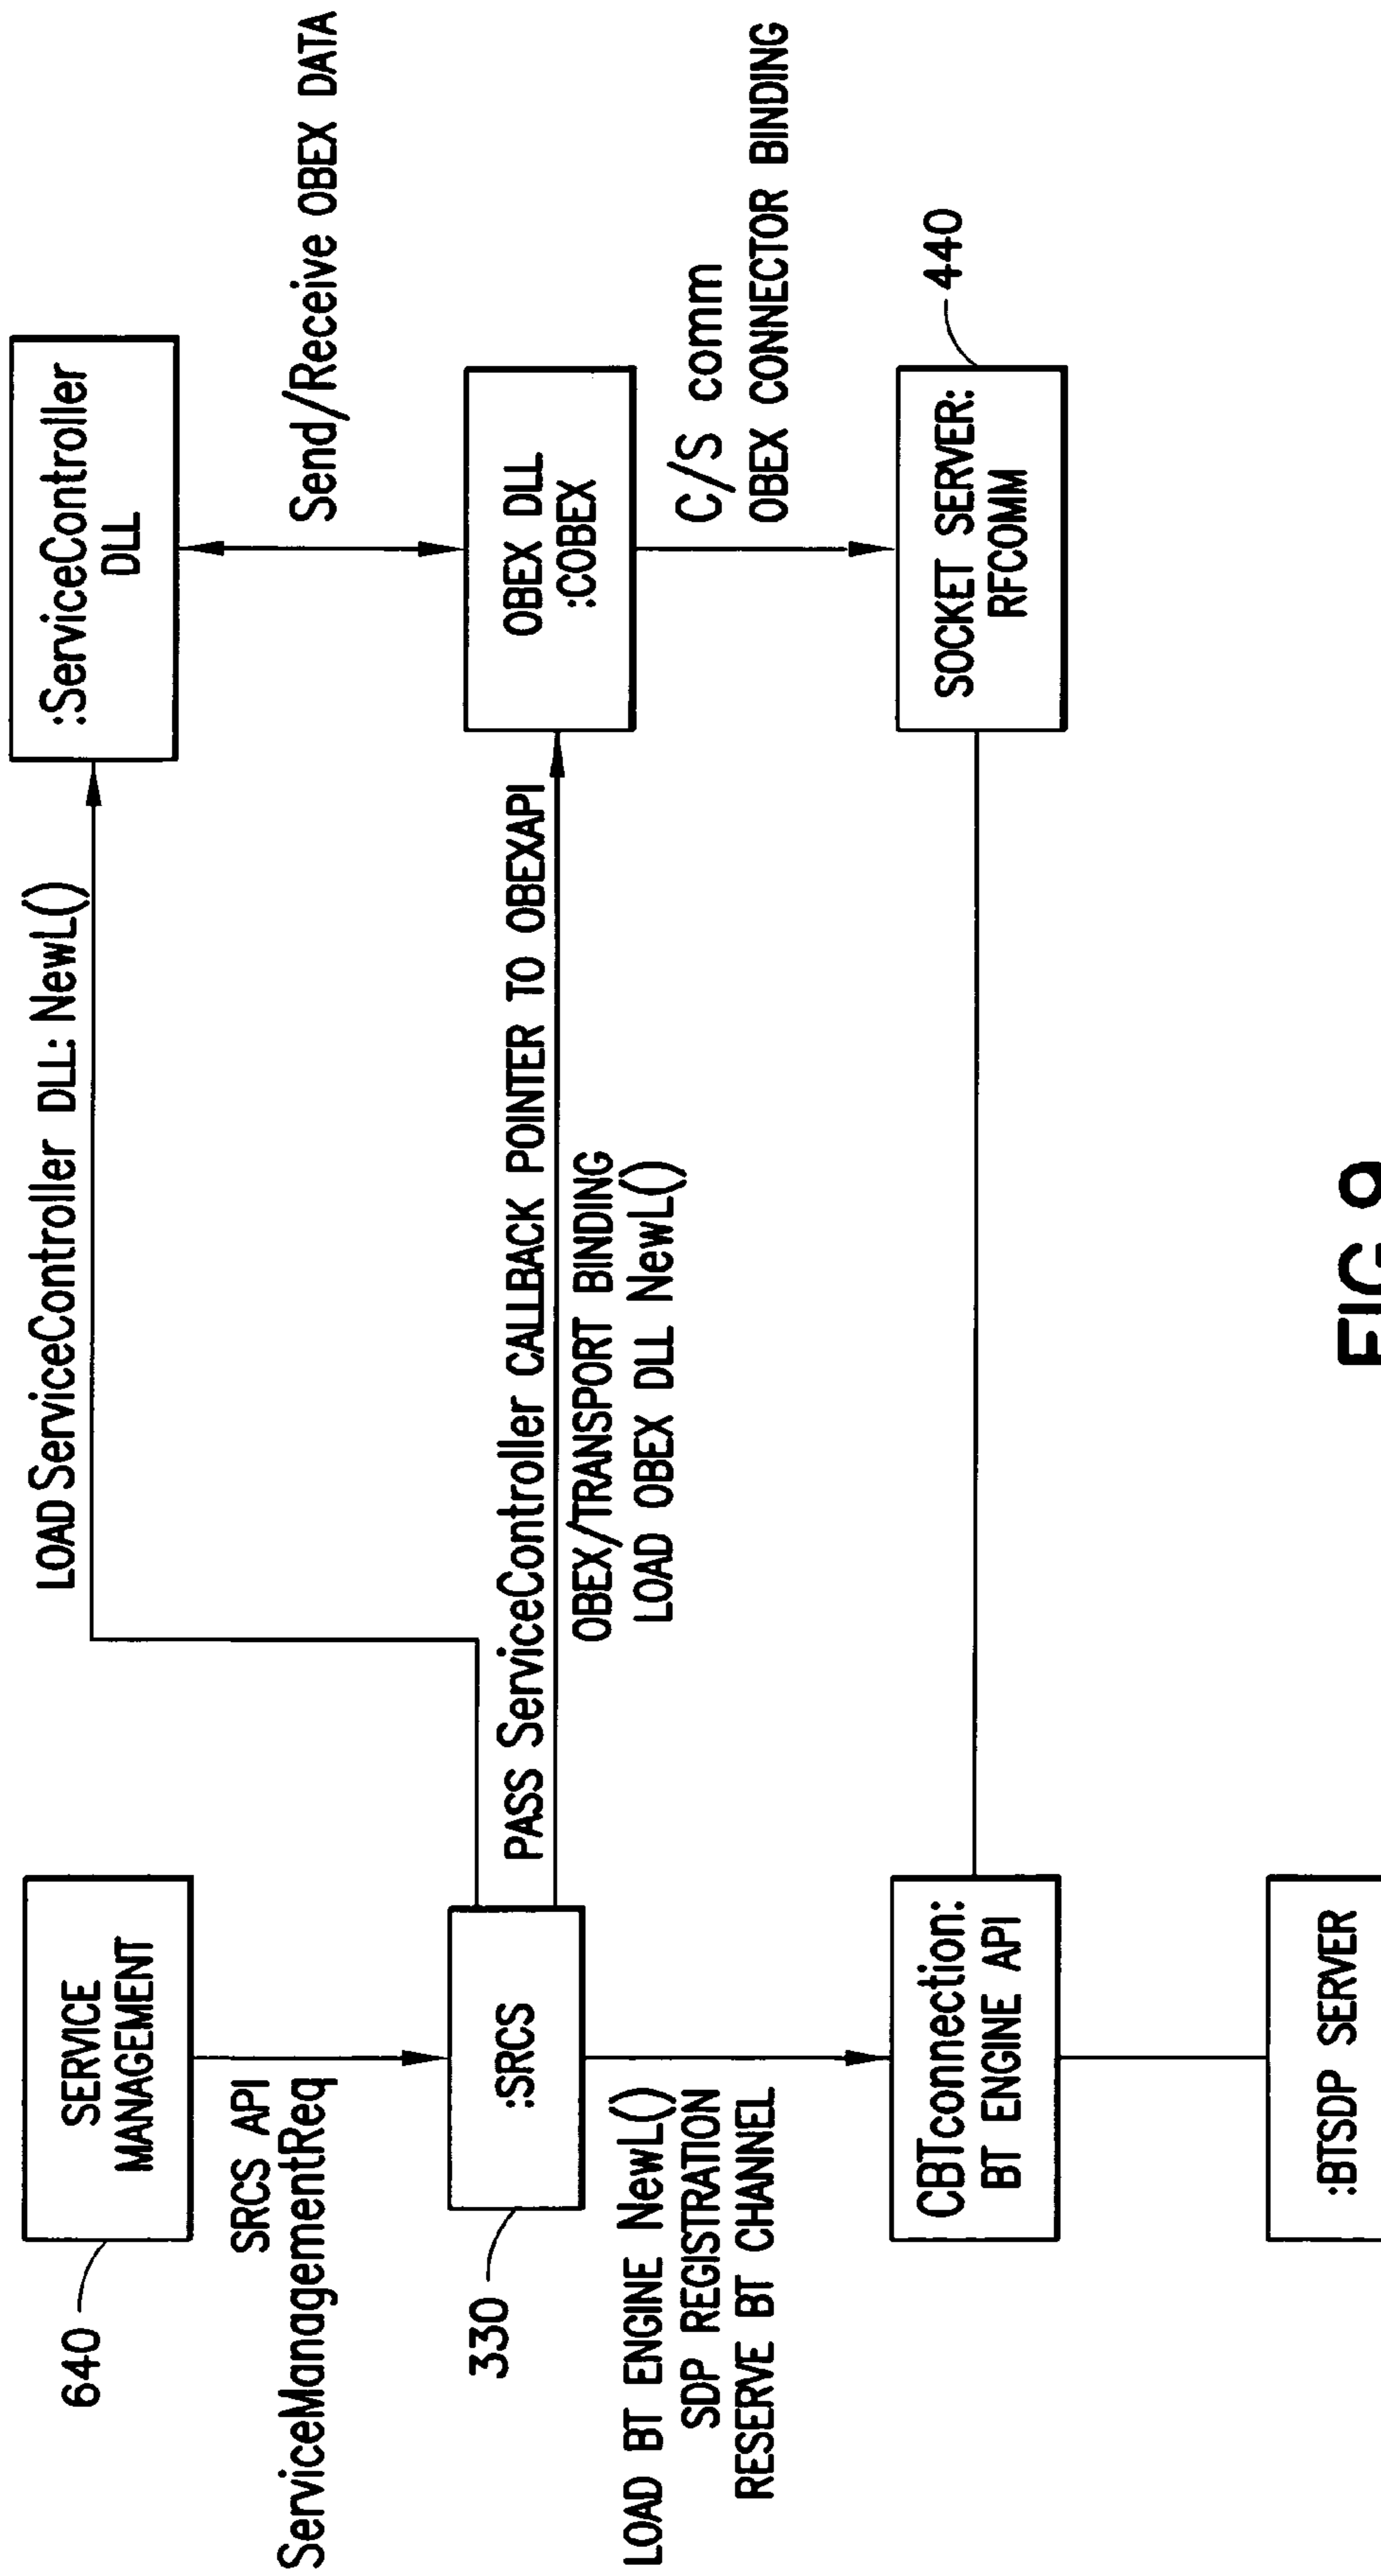 640
SERVICE
MANAGEMENT
SRCS API
ServiceManagementReq
330
:SRCS
LOAD BT ENGINE NewL()
SDP REGISTRATION
RESERVE BT CHANNEL
CBTconnection:
BT ENGINE API
:BTSDP SERVER
LOAD ServiceController DLL: NewL()
PASS ServiceController CALLBACK POINTER TO OBEXAPI
OBEX/TRANSPORT BINDING
LOAD OBEX DLL NewL()
:ServiceController
DLL
Send/Receive OBEX DATA
OBEX DLL
:COBEX
C/S comm
OBEX CONNECTOR BINDING
SOCKET SERVER:
RFCOMM
440
FIG.